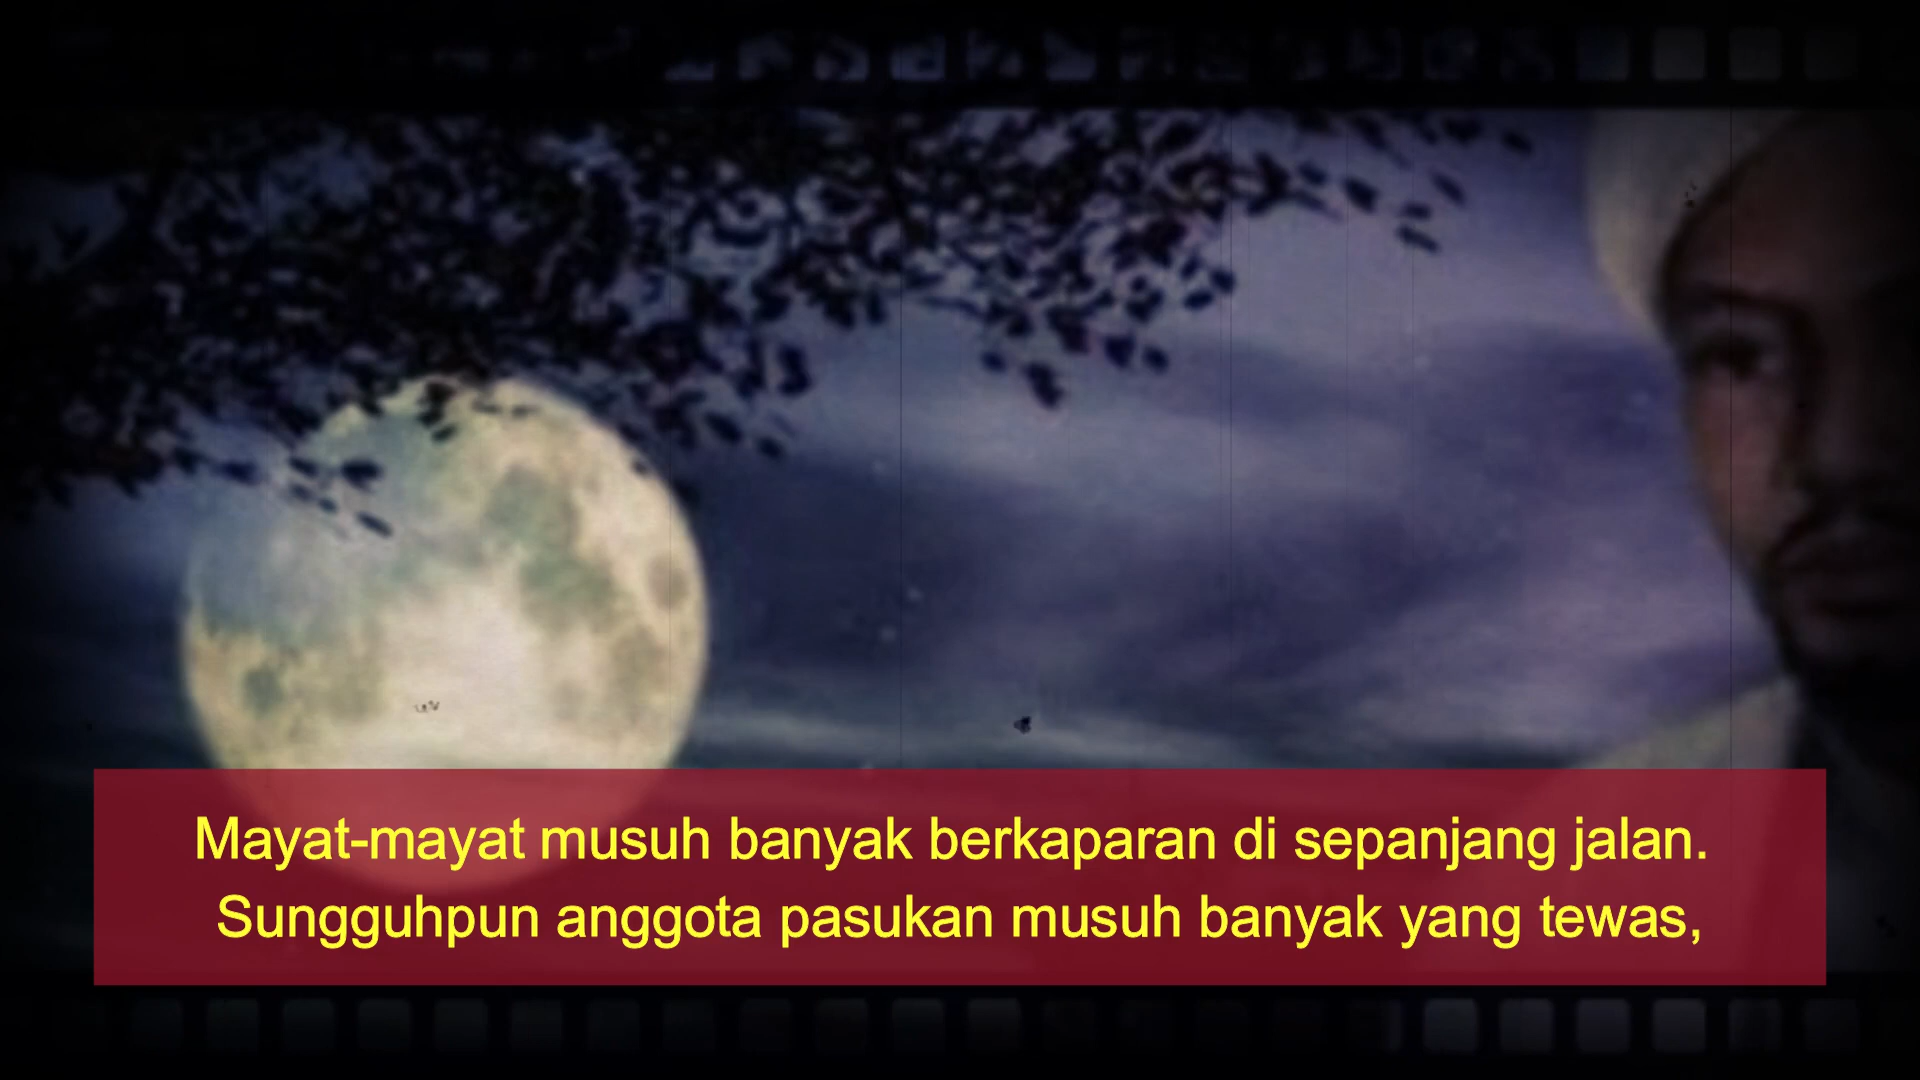 Mayat-mayat musuh banyak berkaparan di sepanjang jalan.
Sungguhpun anggota pasukan musuh banyak yang tewas,